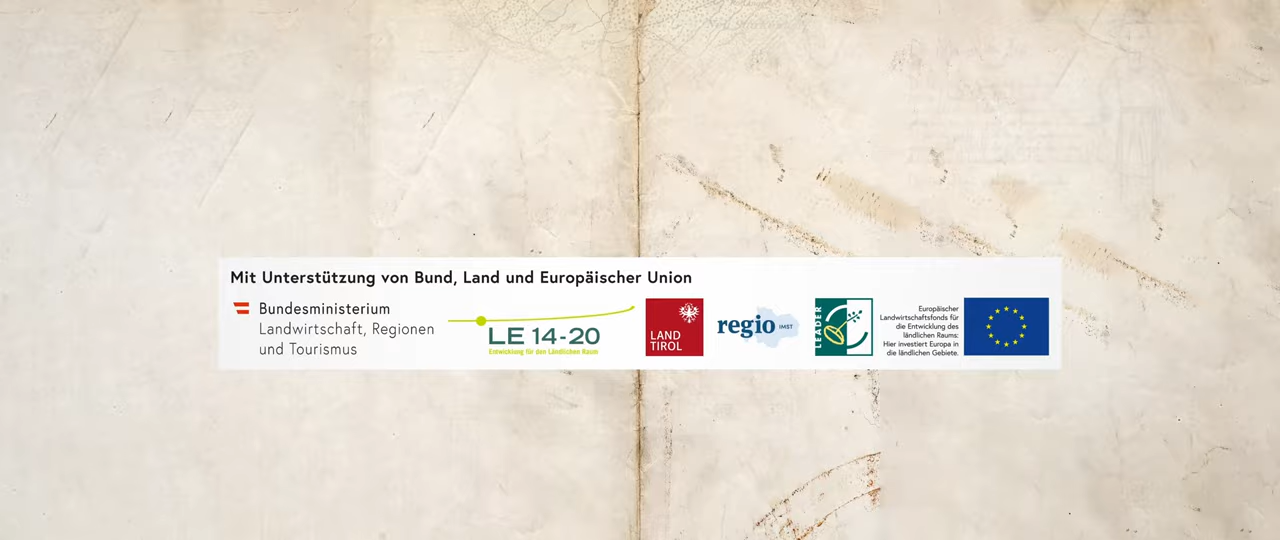 Mit Unterstützung von Bund, Land und Europäischer Union
Bundesministerium
Landwirtschaft, Regionen
und Tourismus
LE 14-20
Entwicklung für den Ländlichen Raum
LAND
TIROL
regio IMST
LEADER
Europäischer
Landwirtschaftsfonds für
die Entwicklung des
ländlichen Raums:
Hier investiert Europa in
die ländlichen Gebiete.